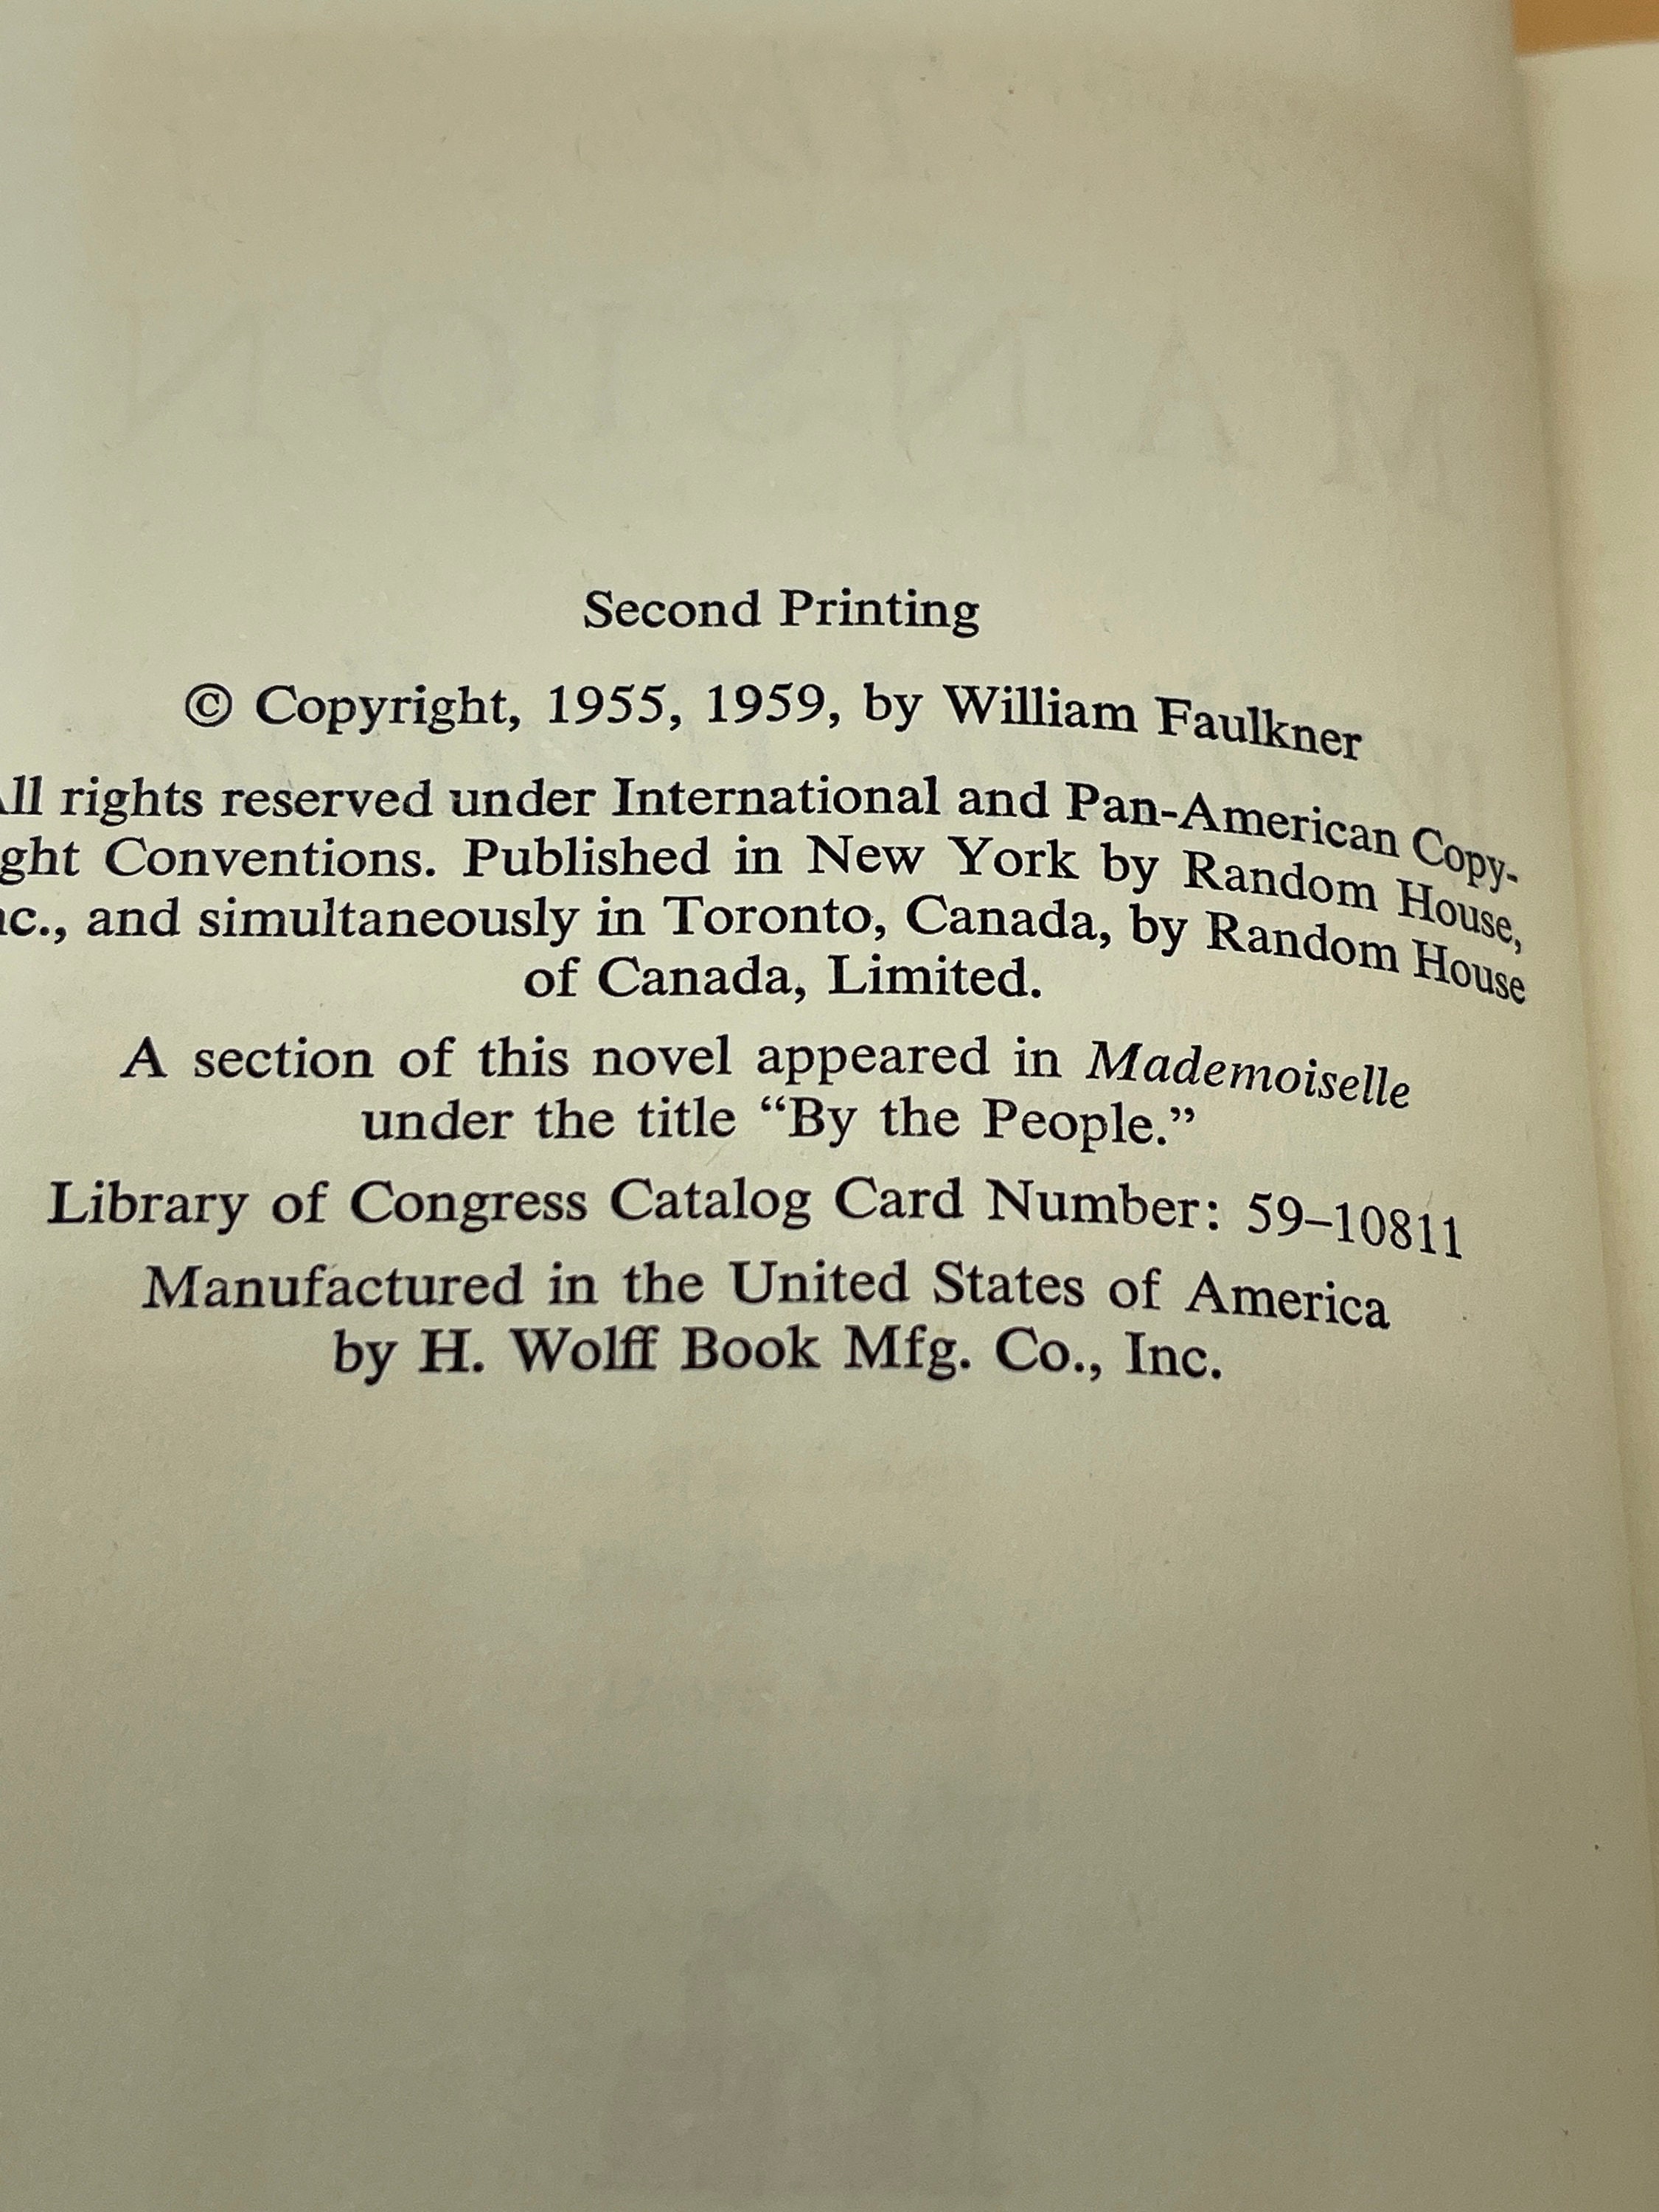 Second Printing
© Copyright, 1955, 1959, by William Faulkner
ll rights reserved under International and Pan-American Copy-
ght Conventions. Published in New York by Random House,
c., and simultaneously in Toronto, Canada, by Random House
of Canada, Limited.
A section of this novel appeared in Mademoiselle
under the title “By the People.”
Library of Congress Catalog Card Number: 59–10811
Manufactured in the United States of America
by H. Wolff Book Mfg. Co., Inc.